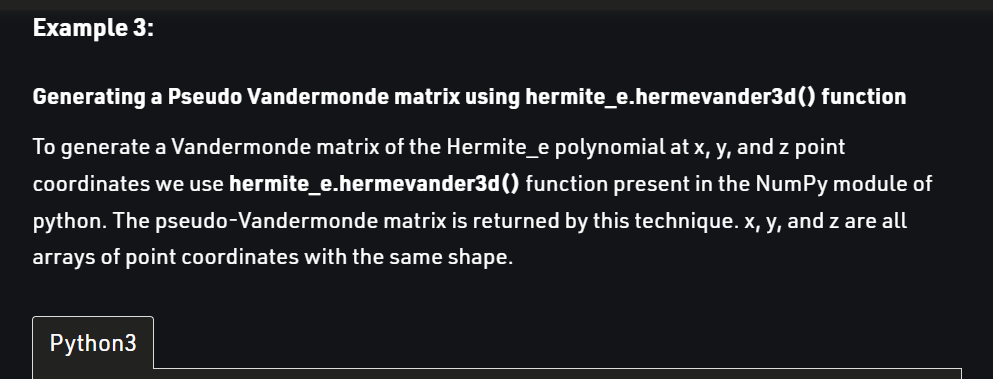 Example 3:
Generating a Pseudo Vandermonde matrix using hermite_e.hermevander3d() function
To generate a Vandermonde matrix of the Hermite_e polynomial at x, y, and z point
coordinates we use hermite_e.hermevander3d() function present in the NumPy module of
python. The pseudo-Vandermonde matrix is returned by this technique. x, y, and z are all
arrays of point coordinates with the same shape.
Python3